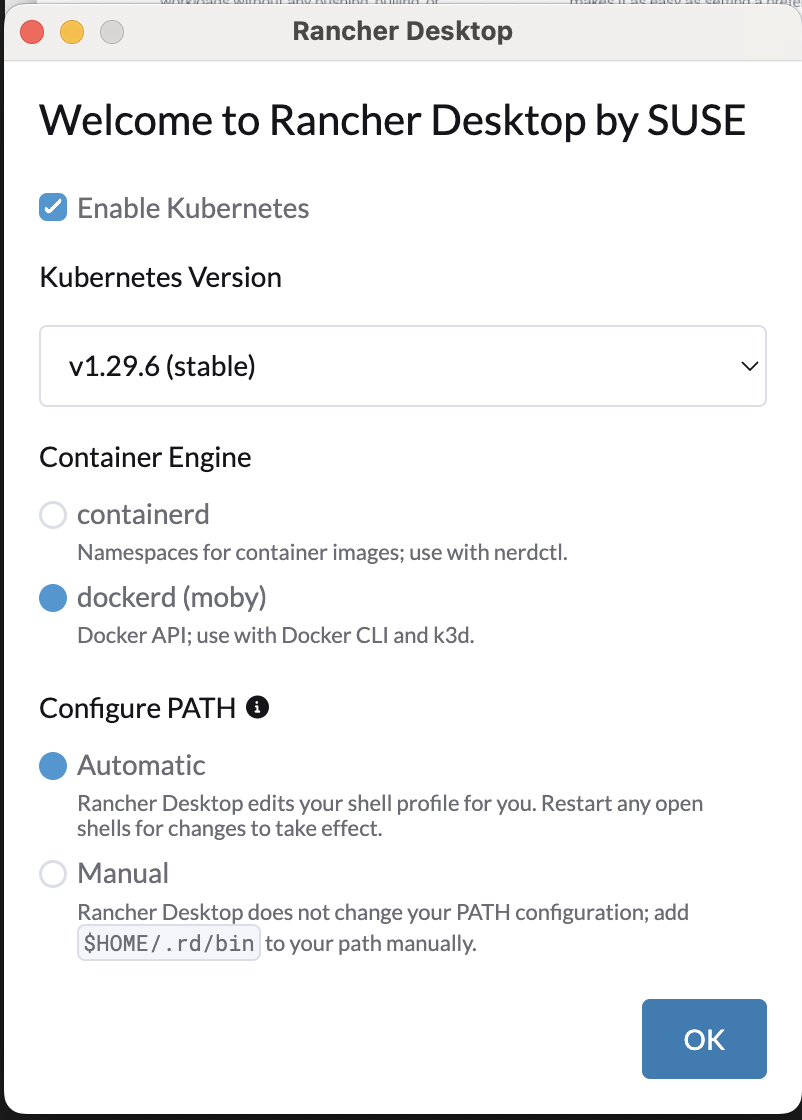 Rancher Desktop
Welcome to Rancher Desktop by SUSE
Enable Kubernetes
Kubernetes Version
v1.29.6 (stable)
Container Engine
containerd
Namespaces for container images; use with nerdctl.
dockerd (moby)
Docker API; use with Docker CLI and k3d.
Configure PATH
Automatic
Rancher Desktop edits your shell profile for you. Restart any open
shells for changes to take effect.
Manual
Rancher Desktop does not change your PATH configuration; add
$HOME/.rd/bin to your path manually.
OK